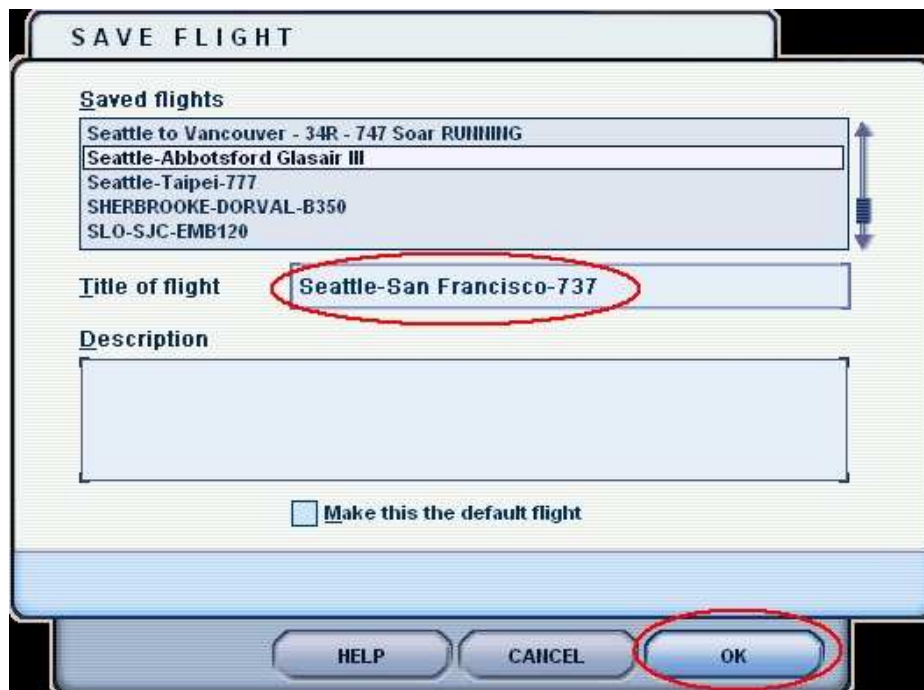 SAVE FLIGHT
Saved flights
Seattle to Vancouver - 34R - 747 Soar RUNNING
Seattle-Abbotsford Glasair III
Seattle-Taipei-777
SHERBROOKE-DORVAL-B350
SLO-SJC-EMB120
Title of flight Seattle-San Francisco-737
Description
Make this the default flight
HELP CANCEL OK